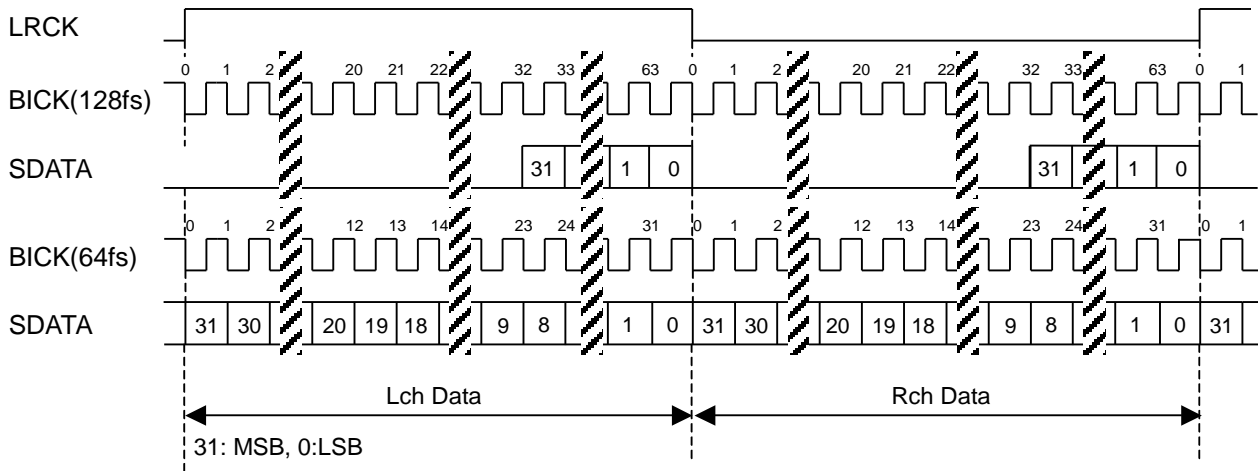 LRCK
0 1 2 20 21 22 32 33 63 0 1 2 20 21 22 32 33 63 0 1
BICK(128fs)
SDATA 31 1 0 31 1 0
0 1 2 12 13 14 23 24 31 0 1 2 12 13 14 23 24 31 0 1
BICK(64fs)
SDATA 31 30 20 19 18 9 8 1 0 31 30 20 19 18 9 8 1 0 31
Lch Data Rch Data
31: MSB, 0:LSB